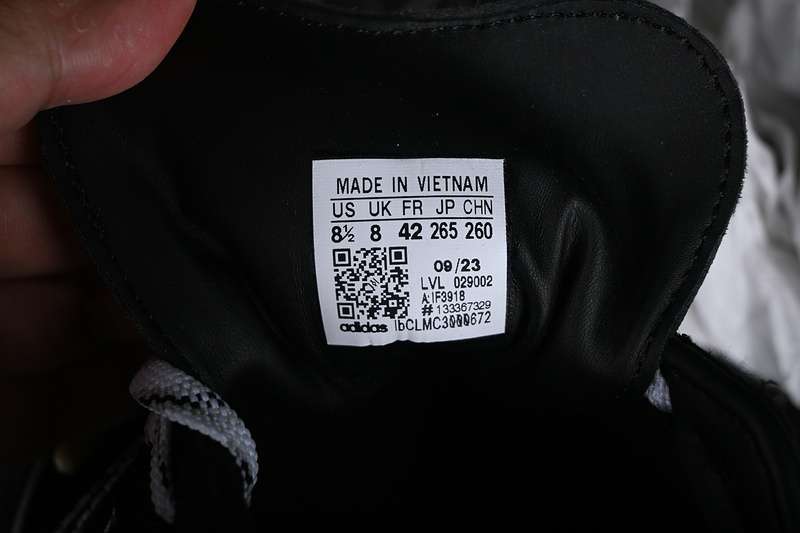 MADE IN VIETNAM
US UK FR JP CHN
8½ 8 42 265 260
09/23
LVL 029002
A:IF3918
# 133367329
adidas